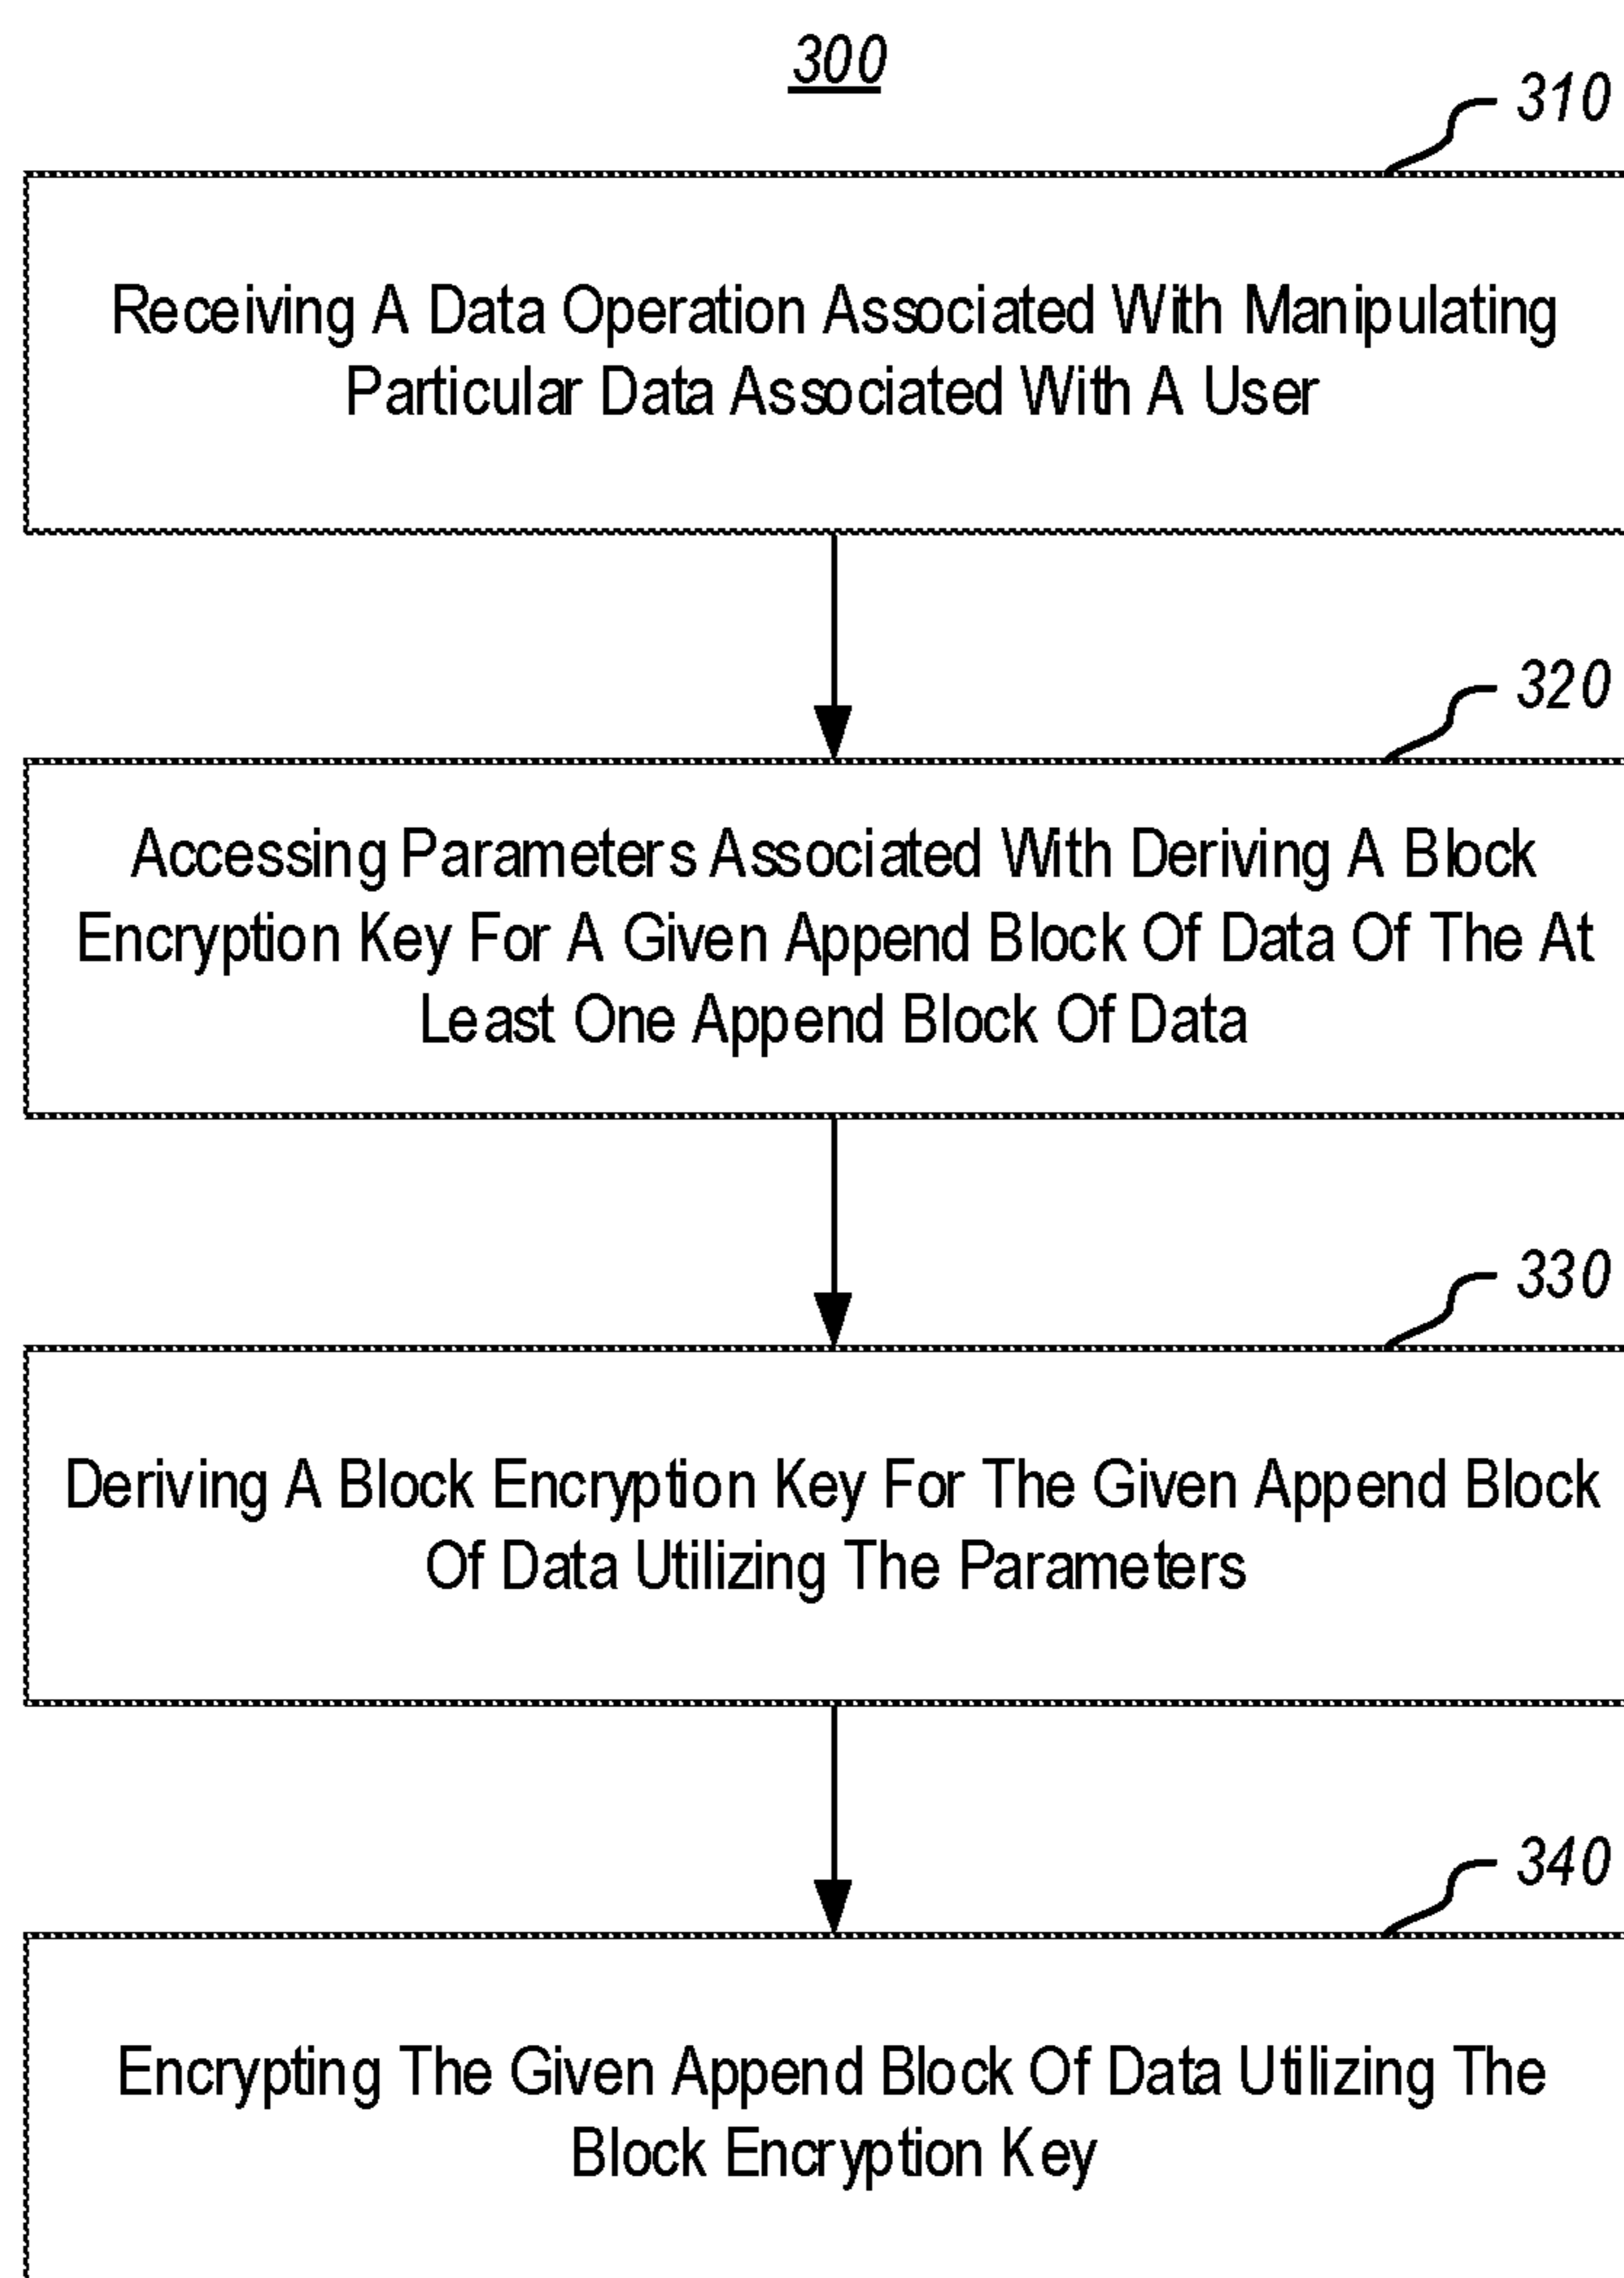 300
310
Receiving A Data Operation Associated With Manipulating
Particular Data Associated With A User
320
Accessing Parameters Associated With Deriving A Block
Encryption Key For A Given Append Block Of Data Of The At
Least One Append Block Of Data
330
Deriving A Block Encryption Key For The Given Append Block
Of Data Utilizing The Parameters
340
Encrypting The Given Append Block Of Data Utilizing The
Block Encryption Key